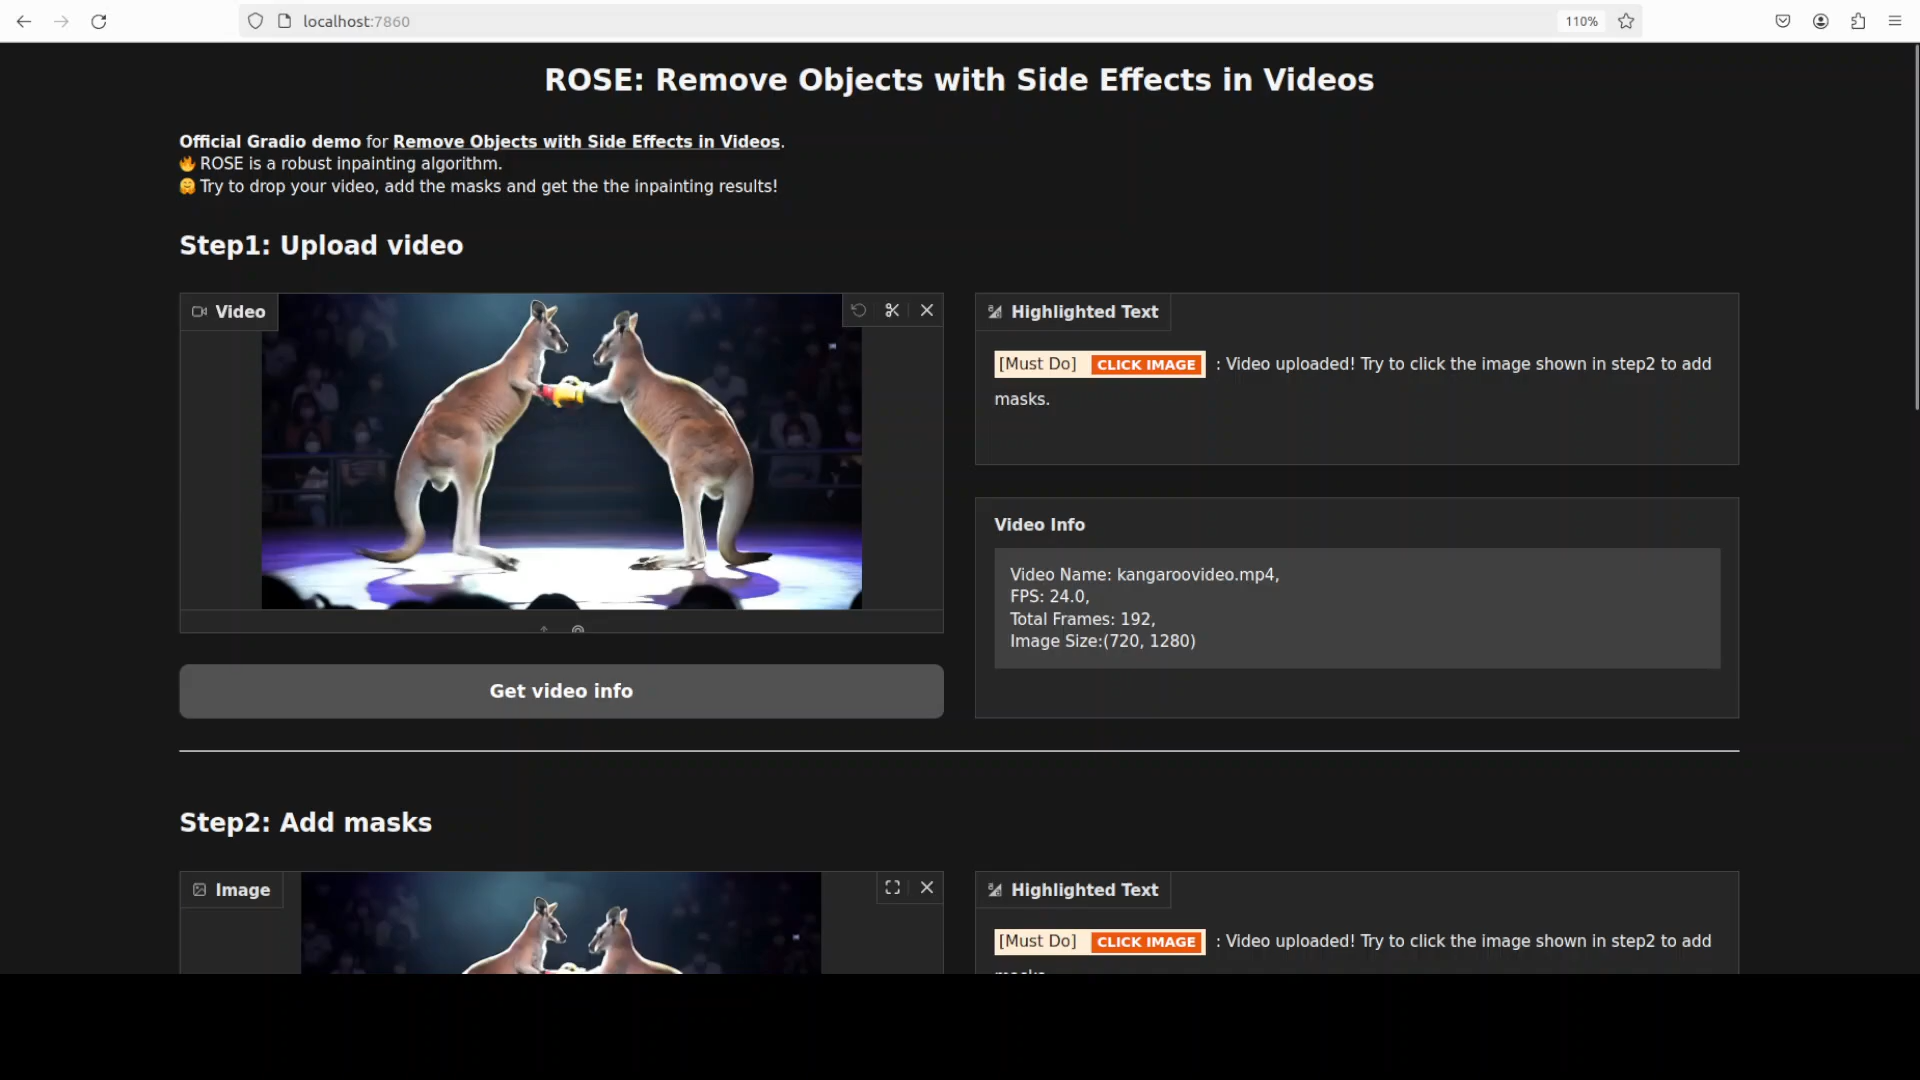 localhost:7860
110%
ROSE: Remove Objects with Side Effects in Videos
Official Gradio demo for Remove Objects with Side Effects in Videos.
🔥 ROSE is a robust inpainting algorithm.
🤗 Try to drop your video, add the masks and get the the inpainting results!
Step1: Upload video
Video
Highlighted Text
[Must Do] CLICK IMAGE : Video uploaded! Try to click the image shown in step2 to add
masks.
Video Info
Video Name: kangaroovideo.mp4,
FPS: 24.0,
Total Frames: 192,
Image Size:(720, 1280)
Get video info
Step2: Add masks
Image
Highlighted Text
[Must Do] CLICK IMAGE : Video uploaded! Try to click the image shown in step2 to add